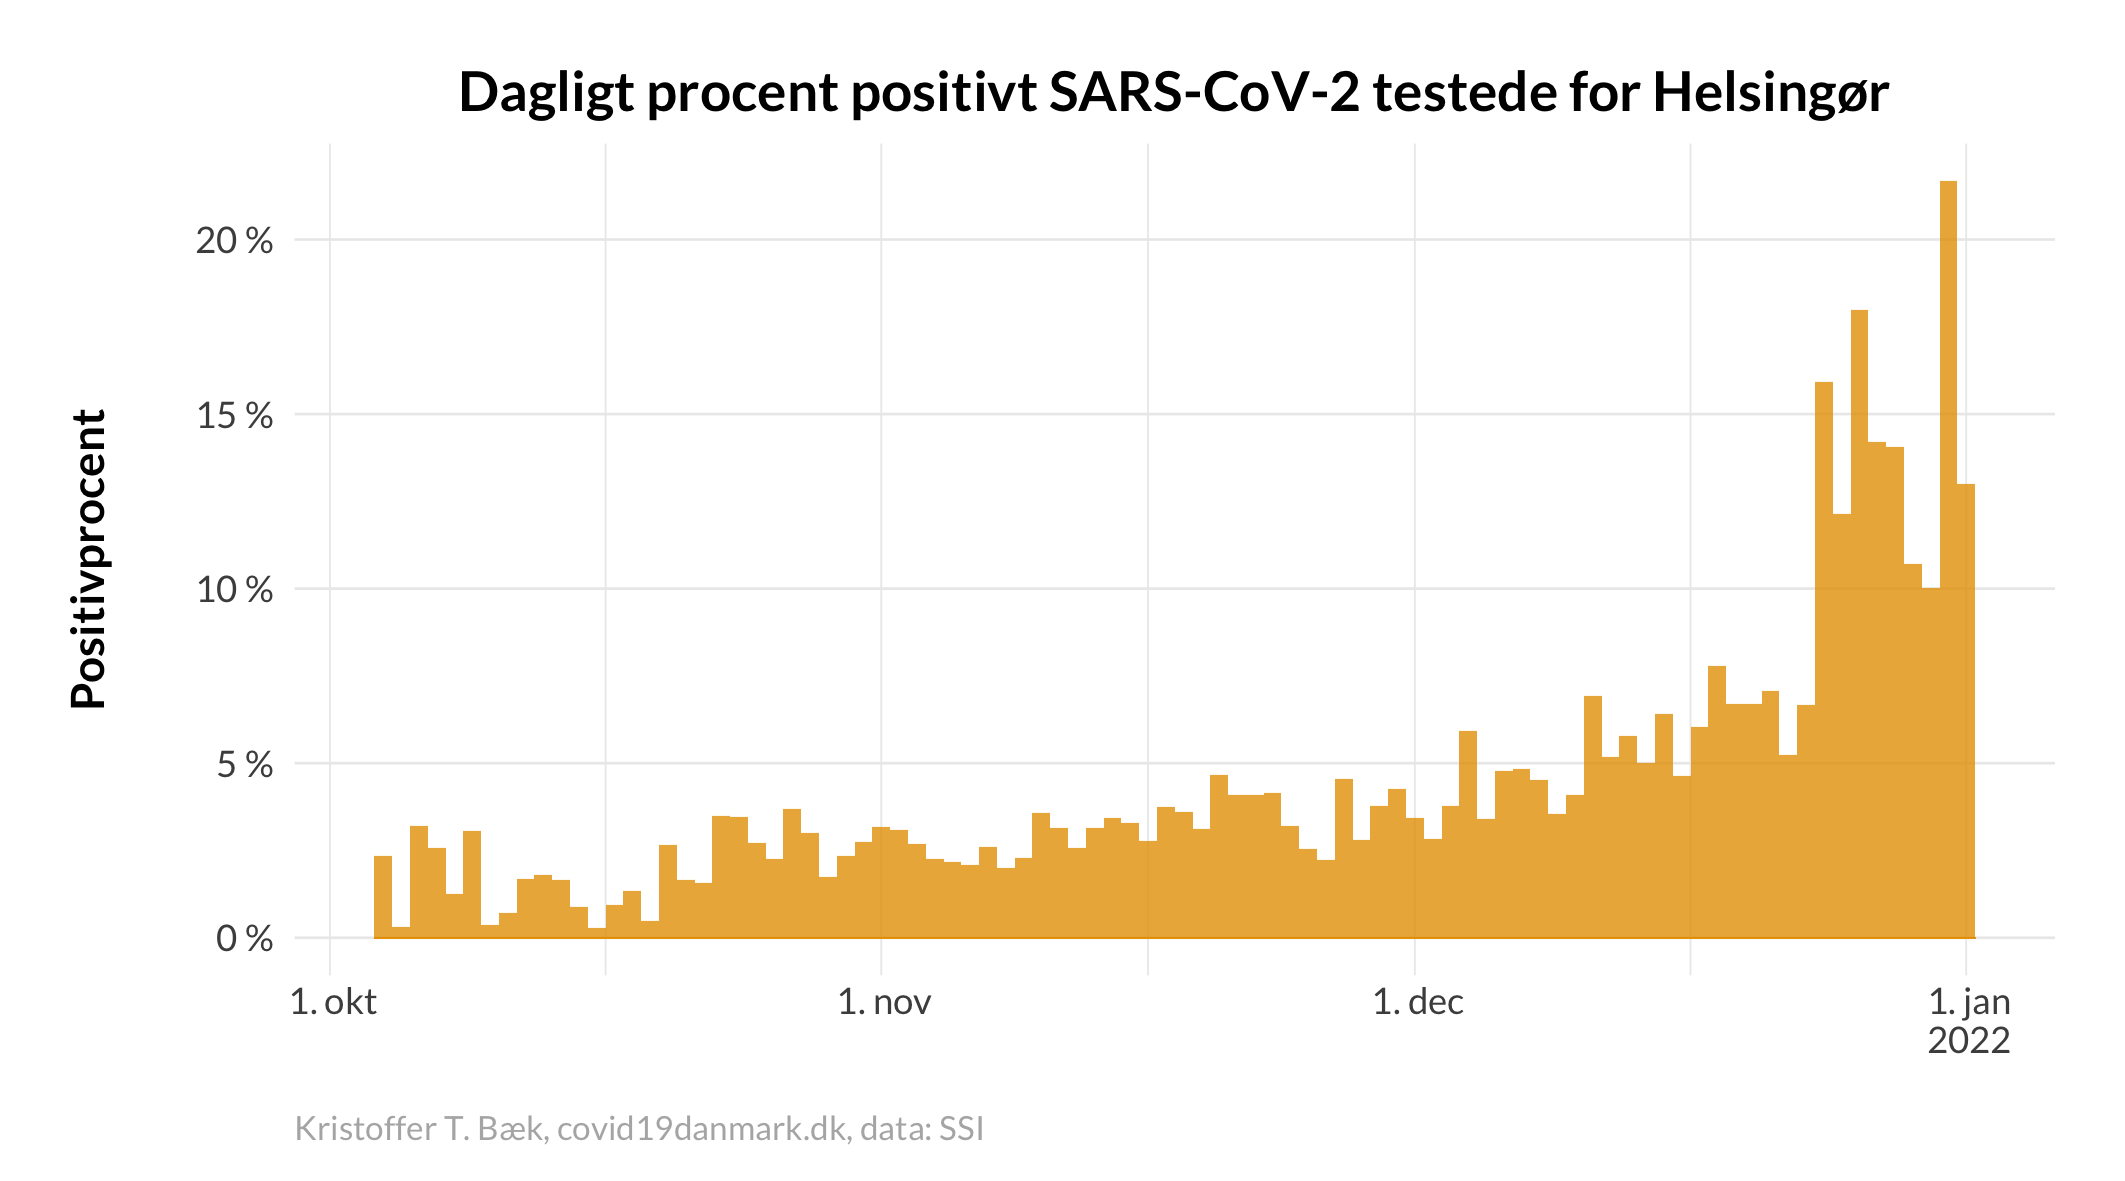 Dagligt procent positivt SARS-CoV-2 testede for Helsingør
Positivprocent
20 %
15 %
10 %
5 %
0 %
1. okt
1. nov
1. dec
1. jan
2022
Kristoffer T. Bæk, covid19danmark.dk, data: SSI